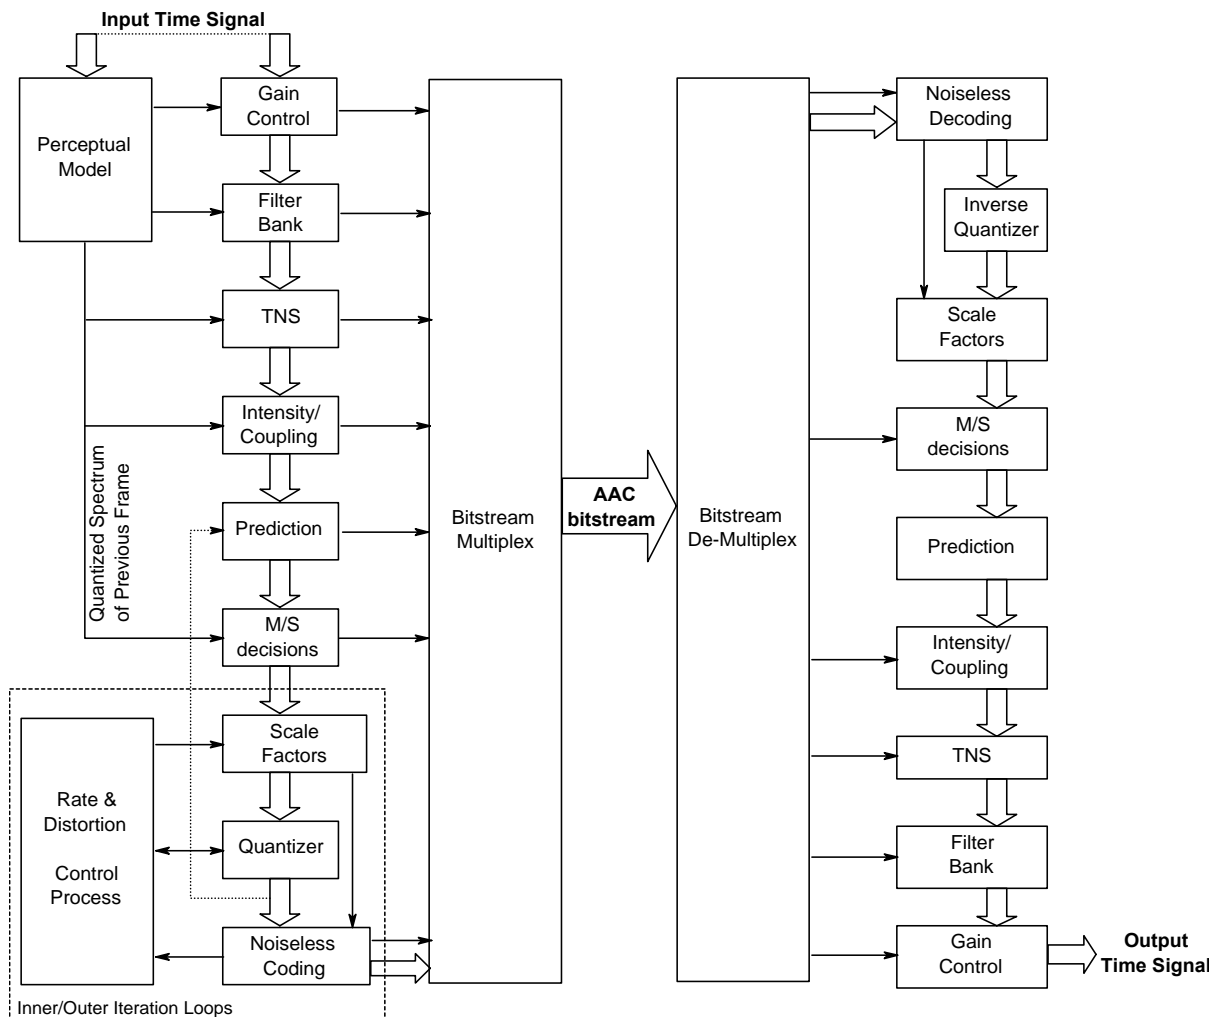 Input Time Signal
Perceptual
Model
Gain
Control
Filter
Bank
TNS
Intensity/
Coupling
Prediction
M/S
decisions
Quantized Spectrum
of Previous Frame
Scale
Factors
Rate &
Distortion
Control
Process
Quantizer
Noiseless
Coding
Inner/Outer Iteration Loops
Bitstream
Multiplex
AAC
bitstream
Bitstream
De-Multiplex
Noiseless
Decoding
Inverse
Quantizer
Scale
Factors
M/S
decisions
Prediction
Intensity/
Coupling
TNS
Filter
Bank
Gain
Control
Output
Time Signal